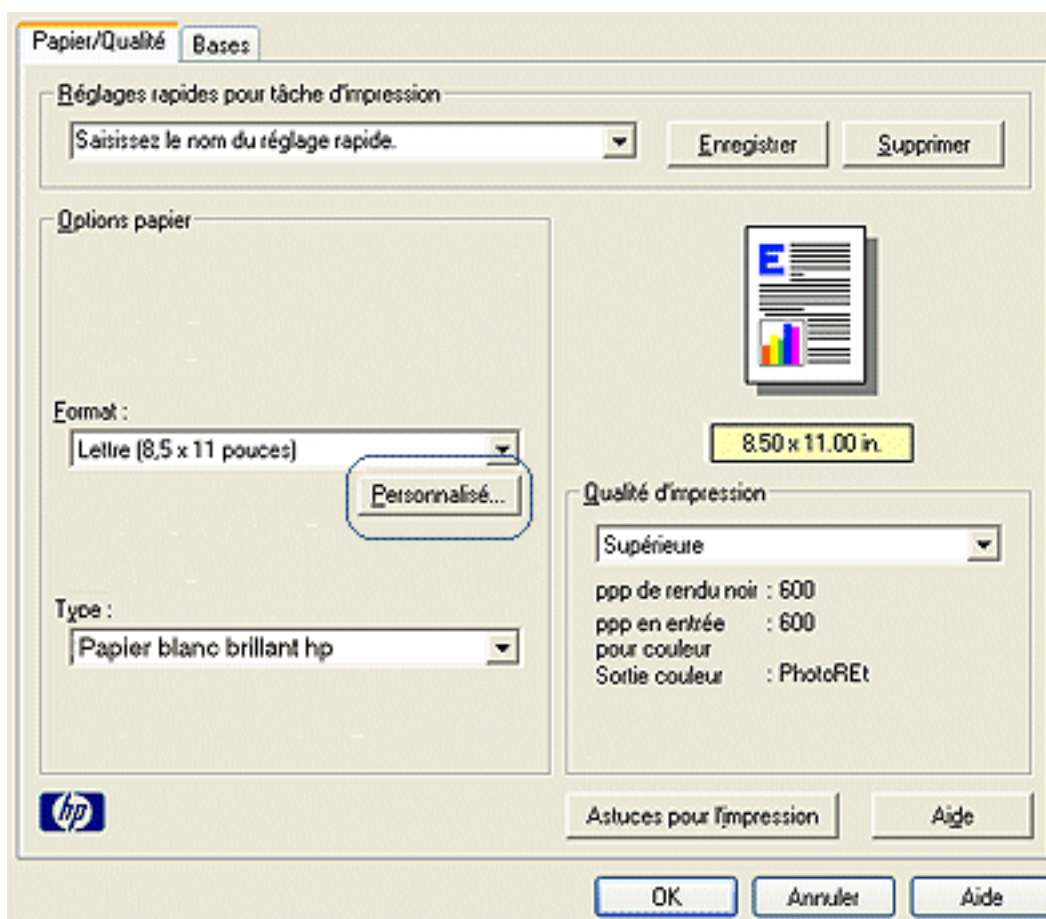 Papier/Qualité
Bases
Réglages rapides pour tâche d'impression
Saisissez le nom du réglage rapide.
Enregistrer
Supprimer
Options papier
E
Format :
Lettre (8,5 x 11 pouces)
8.50 x 11.00 in.
Personnalisé...
Qualité d'impression
Supérieure
ppp de rendu noir : 600
ppp en entrée : 600
pour couleur
Sortie couleur : PhotoREt
Type :
Papier blanc brillant hp
hp
Astuces pour l'impression
Aide
OK
Annuler
Aide